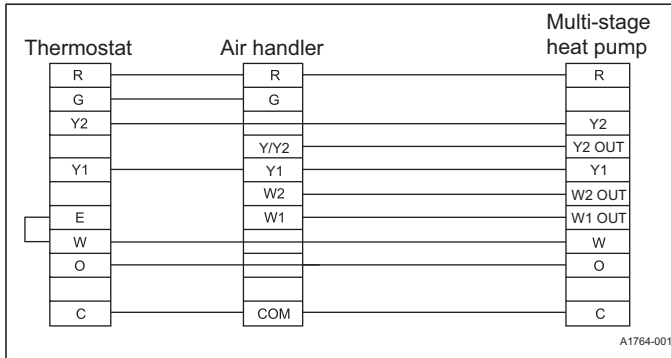 Multi-stage
Thermostat Air handler heat pump
R R R
G G
Y2 Y2
Y/Y2 Y2 OUT
Y1 Y1 Y1
W2 W2 OUT
E W1 W1 OUT
W W
O O
C COM C
A1764-001